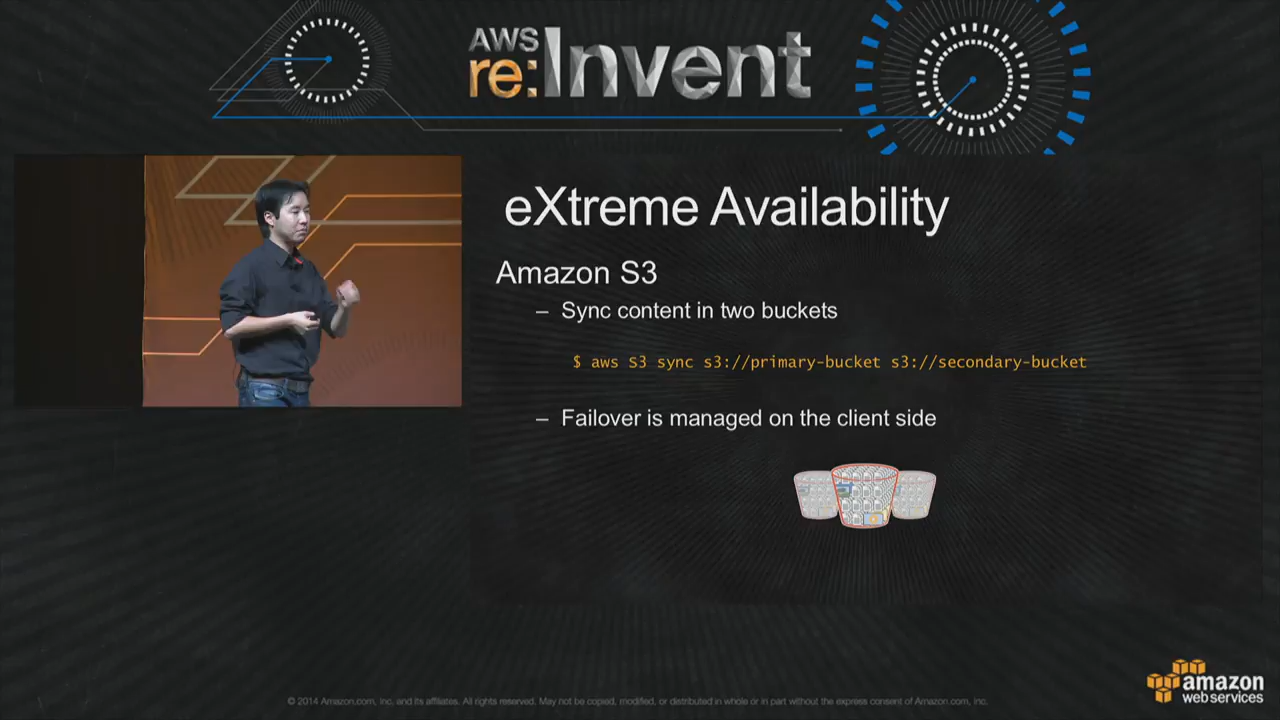 AWS
re:Invent
eXtreme Availability
Amazon S3
– Sync content in two buckets
$ aws s3 sync s3://primary-bucket s3://secondary-bucket
– Failover is managed on the client side
© 2014 Amazon.com, Inc. and its affiliates. All rights reserved. May not be copied, modified, or distributed in whole or in part without the express consent of Amazon.com, Inc.
amazon
web services